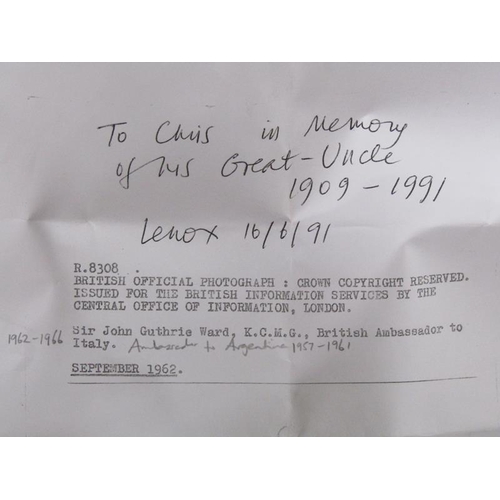 To Chris in Memory
of his Great-Uncle
1909-1991
Lenox 16/6/91
R.8308 .
BRITISH OFFICIAL PHOTOGRAPH : CROWN COPYRIGHT RESERVED.
ISSUED FOR THE BRITISH INFORMATION SERVICES BY THE
CENTRAL OFFICE OF INFORMATION, LONDON.
1962-1966 Sir John Guthrie Ward, K.C.M.G., British Ambassador to
Italy. Ambassador to Argentina 1957-1961
SEPTEMBER 1962.